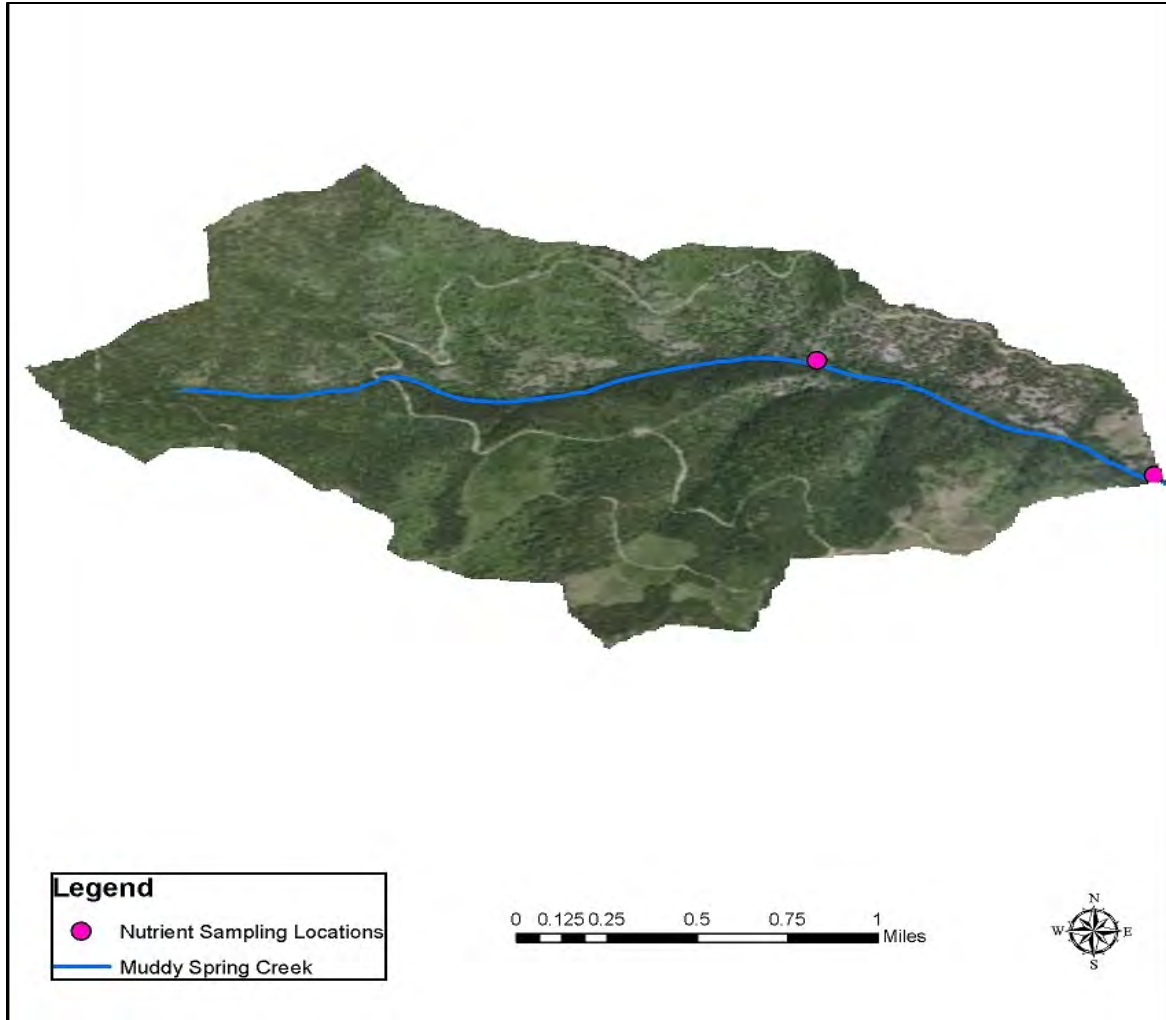 Legend
Nutrient Sampling Locations
Muddy Spring Creek
0 0.125 0.25 0.5 0.75 1
Miles
N
W E
S